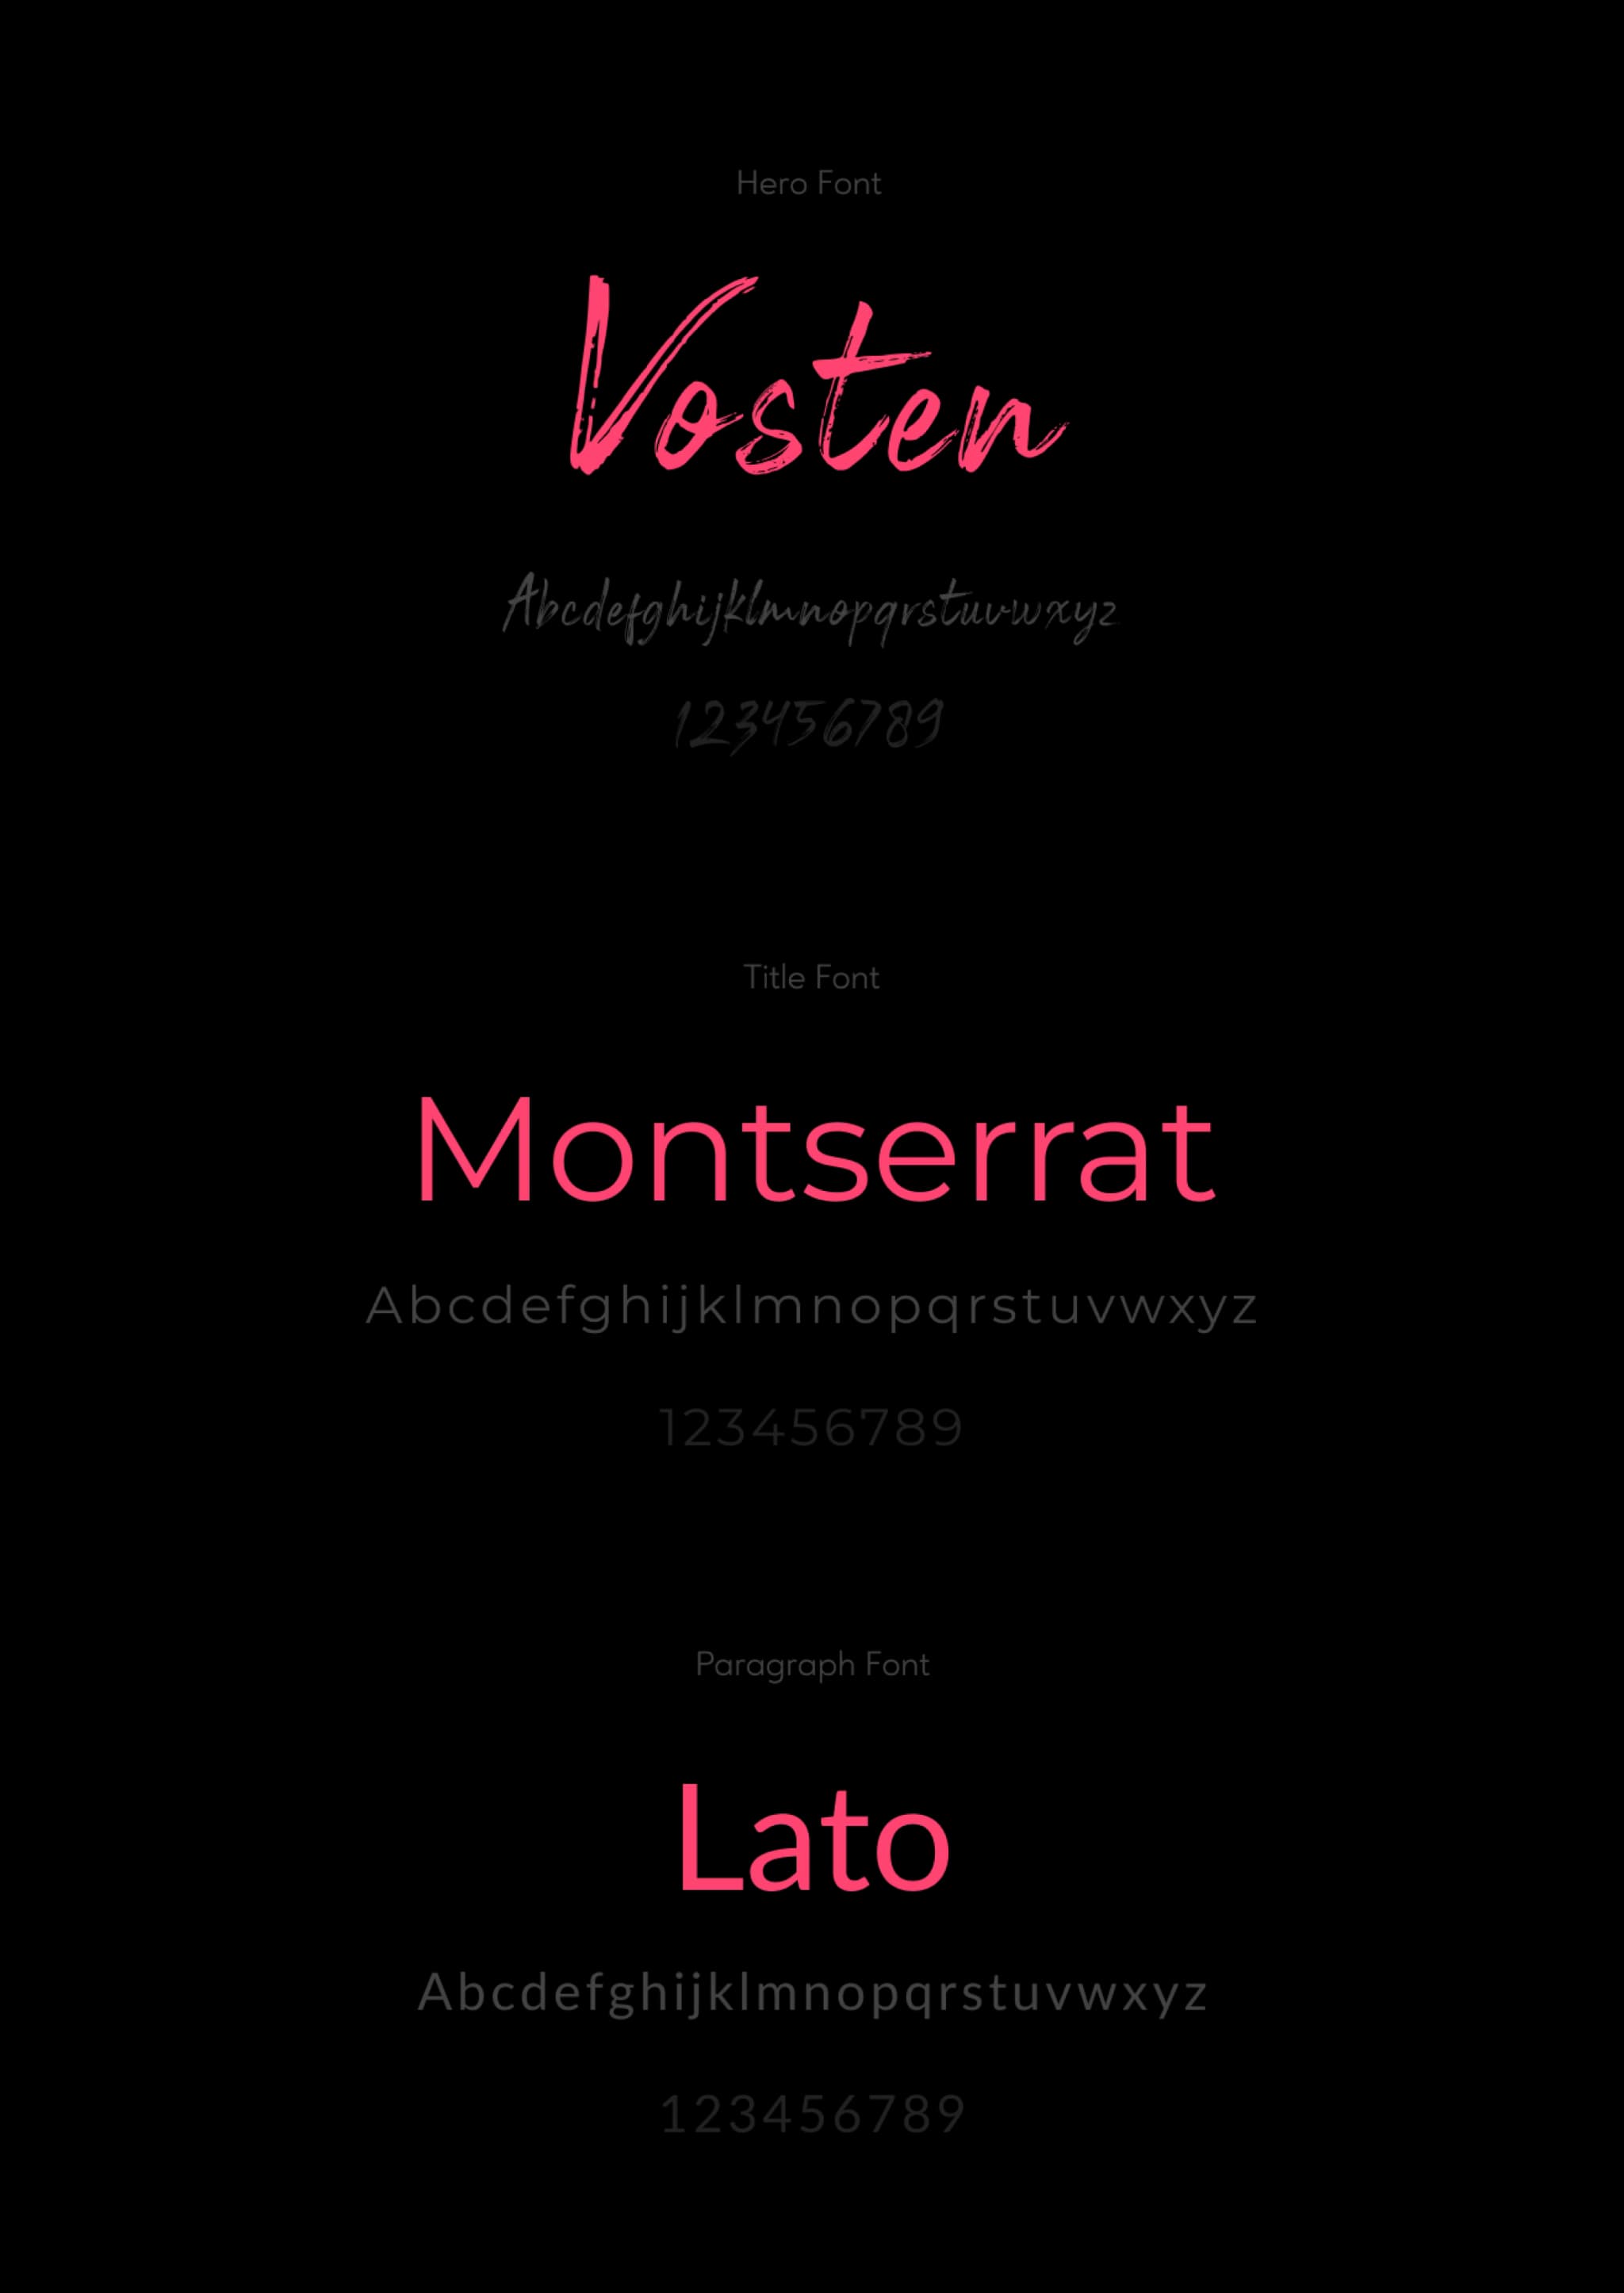 Hero Font
Vosten
Abcdefghijklmnopqrstuvwxyz
123456789
Title Font
Montserrat
Abcdefghijklmnopqrstuvwxyz
123456789
Paragraph Font
Lato
Abcdefghijklmnopqrstuvwxyz
123456789